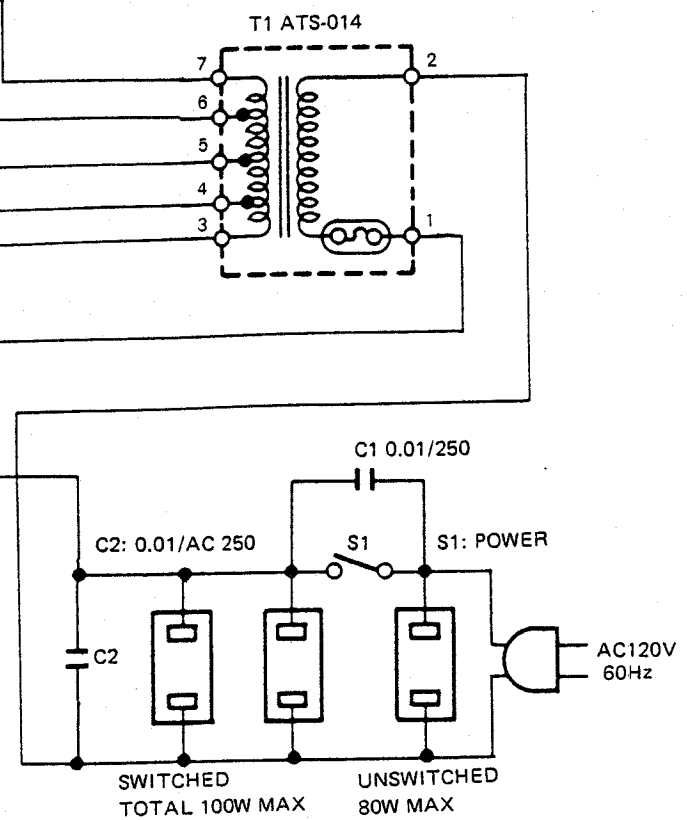 T1 ATS-014
7
2
6
5
4
3
1
C1 0.01/250
C2: 0.01/AC 250
S1
S1: POWER
C2
AC120V
60Hz
SWITCHED
TOTAL 100W MAX
UNSWITCHED
80W MAX